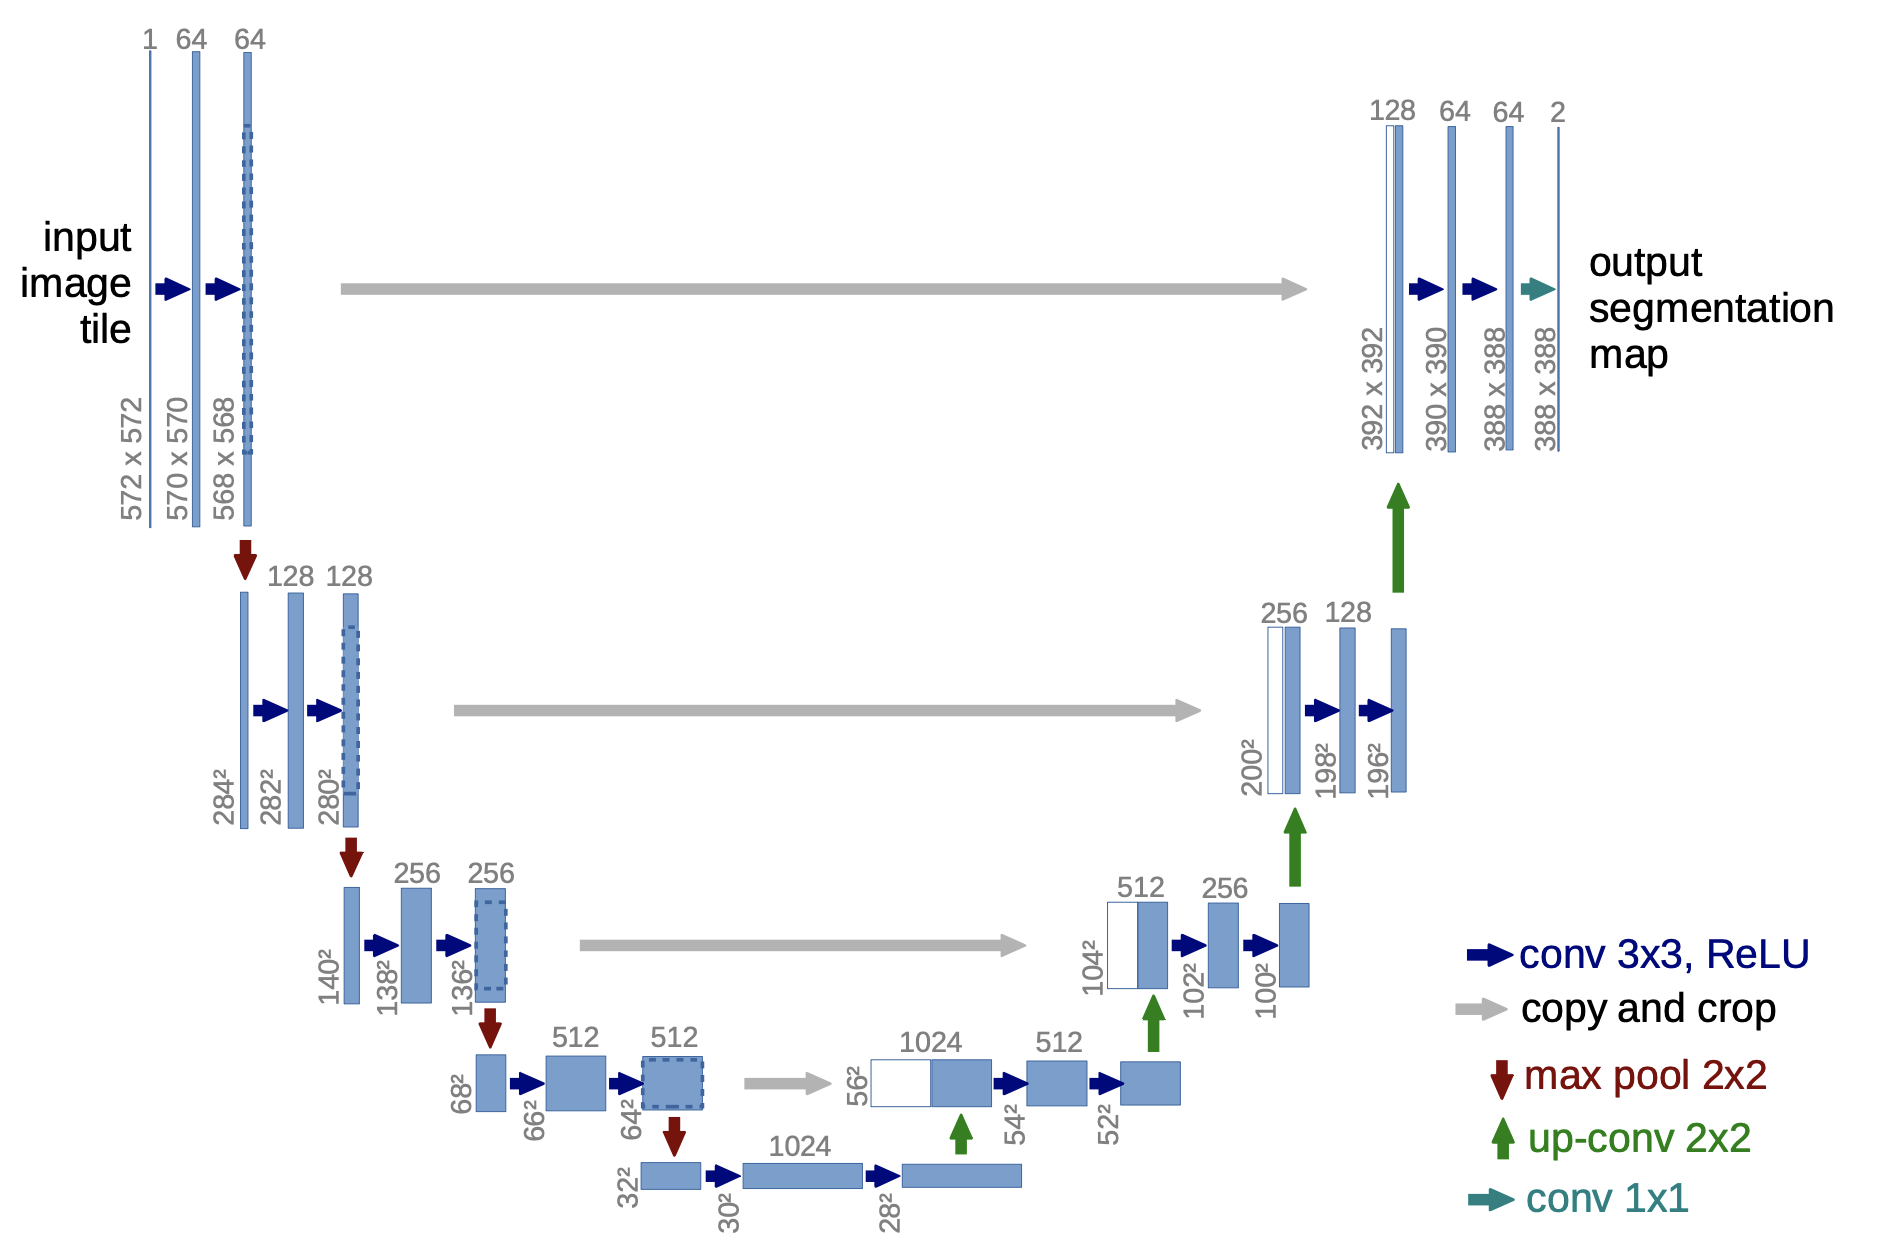 1 64 64
input
image
tile
572 x 572
570 x 570
568 x 568
128 64 64 2
output
segmentation
map
392 x 392
390 x 390
388 x 388
388 x 388
128 128
284²
282²
280²
256 128
200²
198²
196²
256 256
140²
138²
136²
512 256
104²
102²
100²
512 512
68²
66²
64²
1024 512
56²
54²
52²
1024
32²
30²
28²
conv 3x3, ReLU
copy and crop
max pool 2x2
up-conv 2x2
conv 1x1